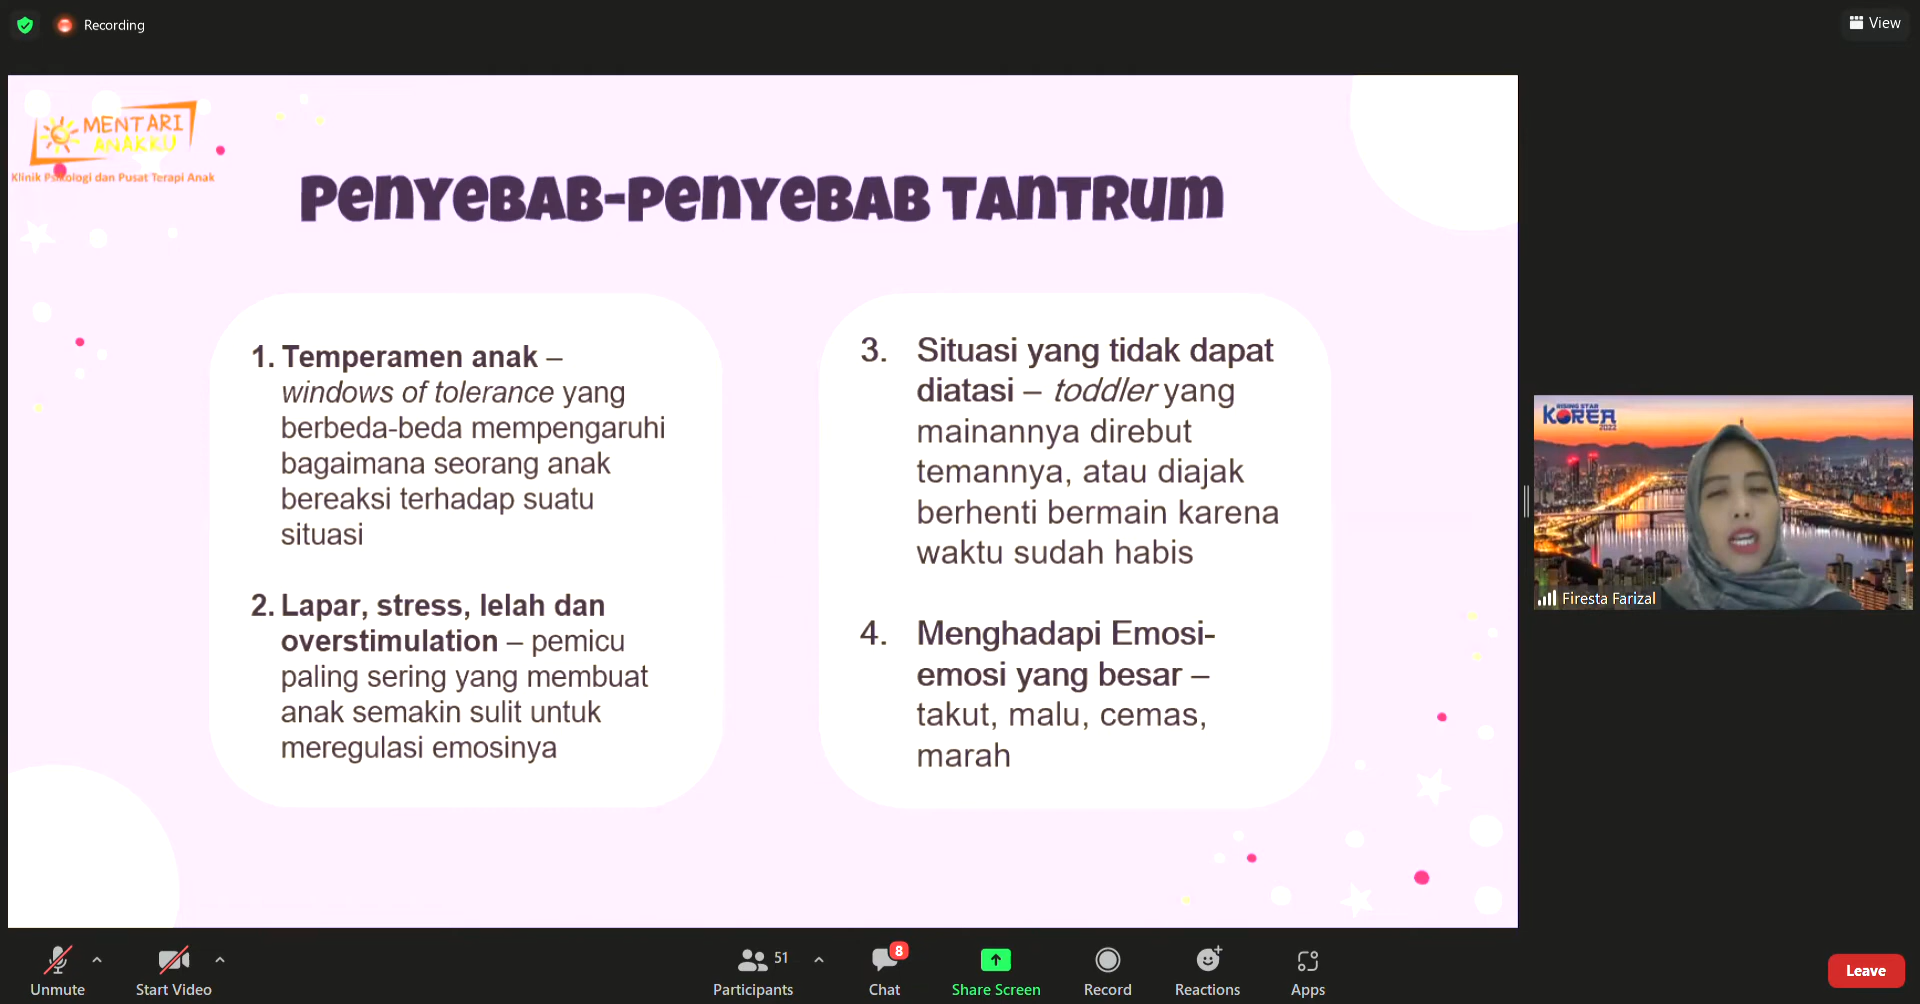 Recording
View
MENTARI
ANAKKU
Klinik Psikologi dan Pusat Terapi Anak
PENYEBAB-PENYEBAB TANTRUM
1. Temperamen anak –
windows of tolerance yang
berbeda-beda mempengaruhi
bagaimana seorang anak
bereaksi terhadap suatu
situasi
2. Lapar, stress, lelah dan
overstimulation – pemicu
paling sering yang membuat
anak semakin sulit untuk
meregulasi emosinya
3. Situasi yang tidak dapat
diatasi – toddler yang
mainannya direbut
temannya, atau diajak
berhenti bermain karena
waktu sudah habis
4. Menghadapi Emosi-
emosi yang besar –
takut, malu, cemas,
marah
RISING STAR
KOREA
2022
Firesta Farizal
Unmute
Start Video
51
Participants
8
Chat
Share Screen
Record
Reactions
Apps
Leave